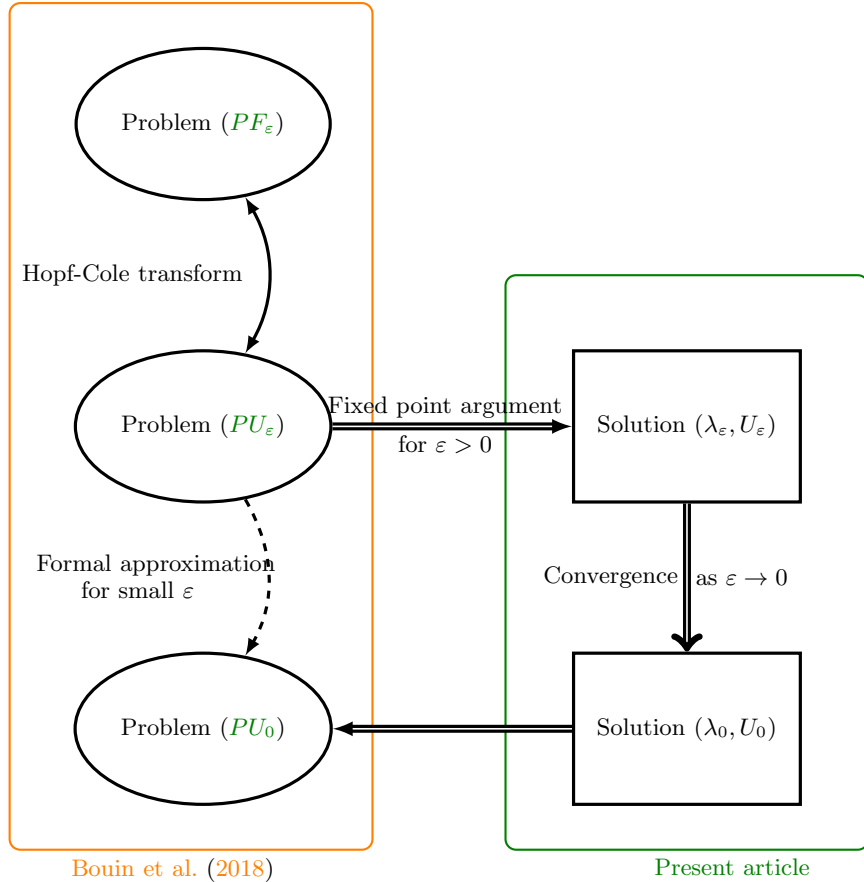 Problem (PF_ε)
Hopf-Cole transform
Problem (PU_ε)
Fixed point argument
for ε > 0
Solution (λ_ε, U_ε)
Formal approximation
for small ε
Convergence as ε → 0
Problem (PU_0)
Solution (λ_0, U_0)
Bouin et al. (2018)
Present article